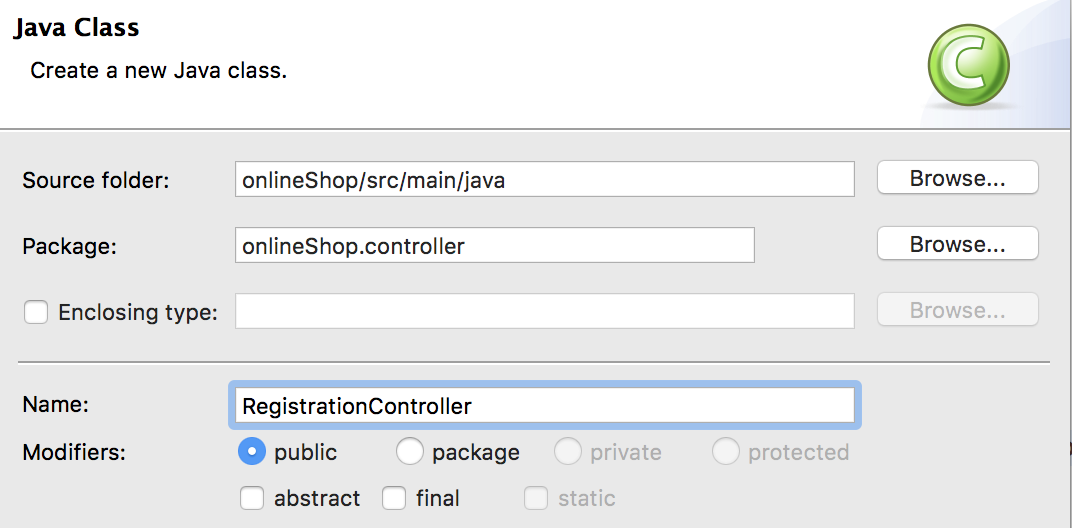 Java Class
Create a new Java class.
C
Source folder: onlineShop/src/main/java Browse...
Package: onlineShop.controller Browse...
Enclosing type: Browse...
Name: RegistrationController
Modifiers: public package private protected
abstract final static